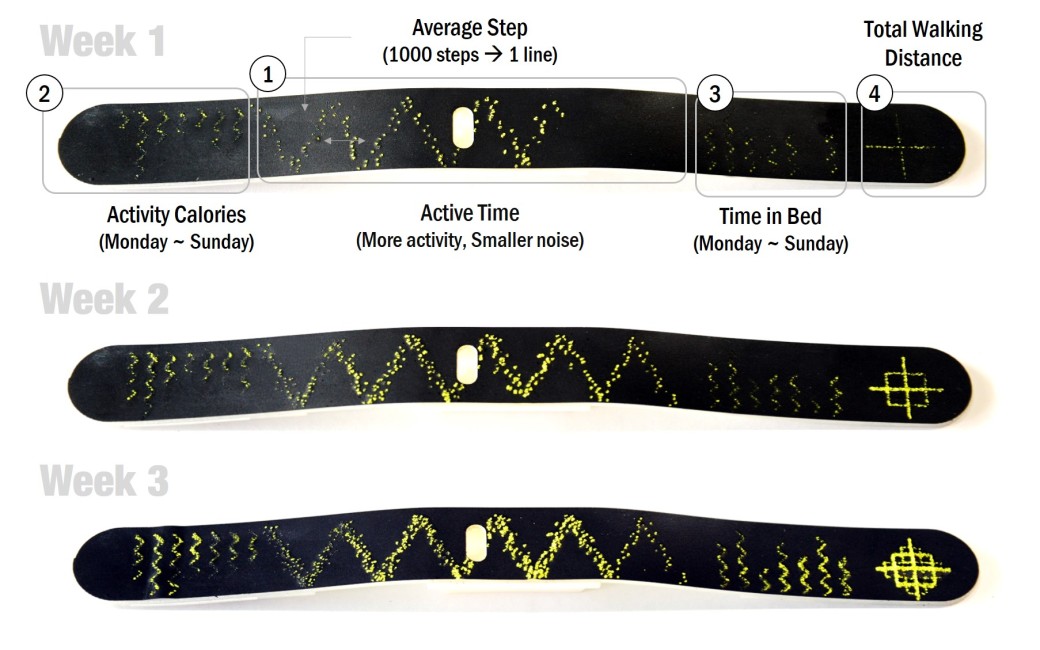 Week 1
Average Step
(1000 steps → 1 line)
Total Walking
Distance
2
1
3
4
Activity Calories
(Monday ~ Sunday)
Active Time
(More activity, Smaller noise)
Time in Bed
(Monday ~ Sunday)
Week 2
Week 3